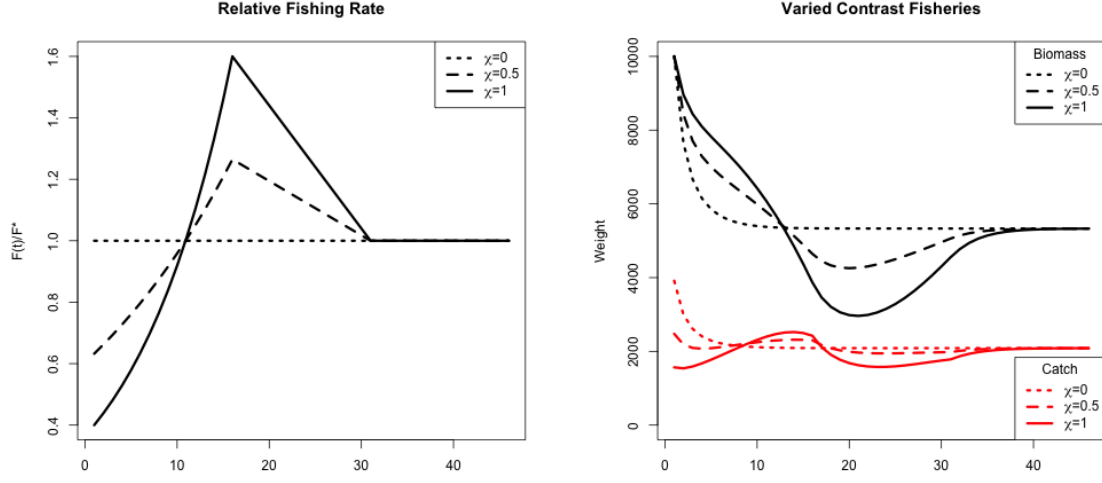 Relative Fishing Rate
F(t)/F*
0.4 0.6 0.8 1.0 1.2 1.4 1.6
0 10 20 30 40
χ=0
χ=0.5
χ=1
Varied Contrast Fisheries
Weight
0 2000 4000 6000 8000 10000
0 10 20 30 40
Biomass
χ=0
χ=0.5
χ=1
Catch
χ=0
χ=0.5
χ=1